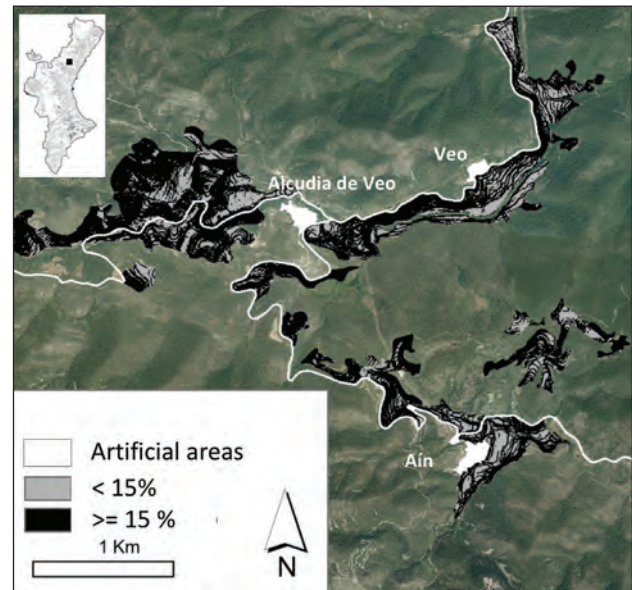 Veo
Alcudia de Veo
Aín
Artificial areas
< 15%
>= 15 %
1 Km
N